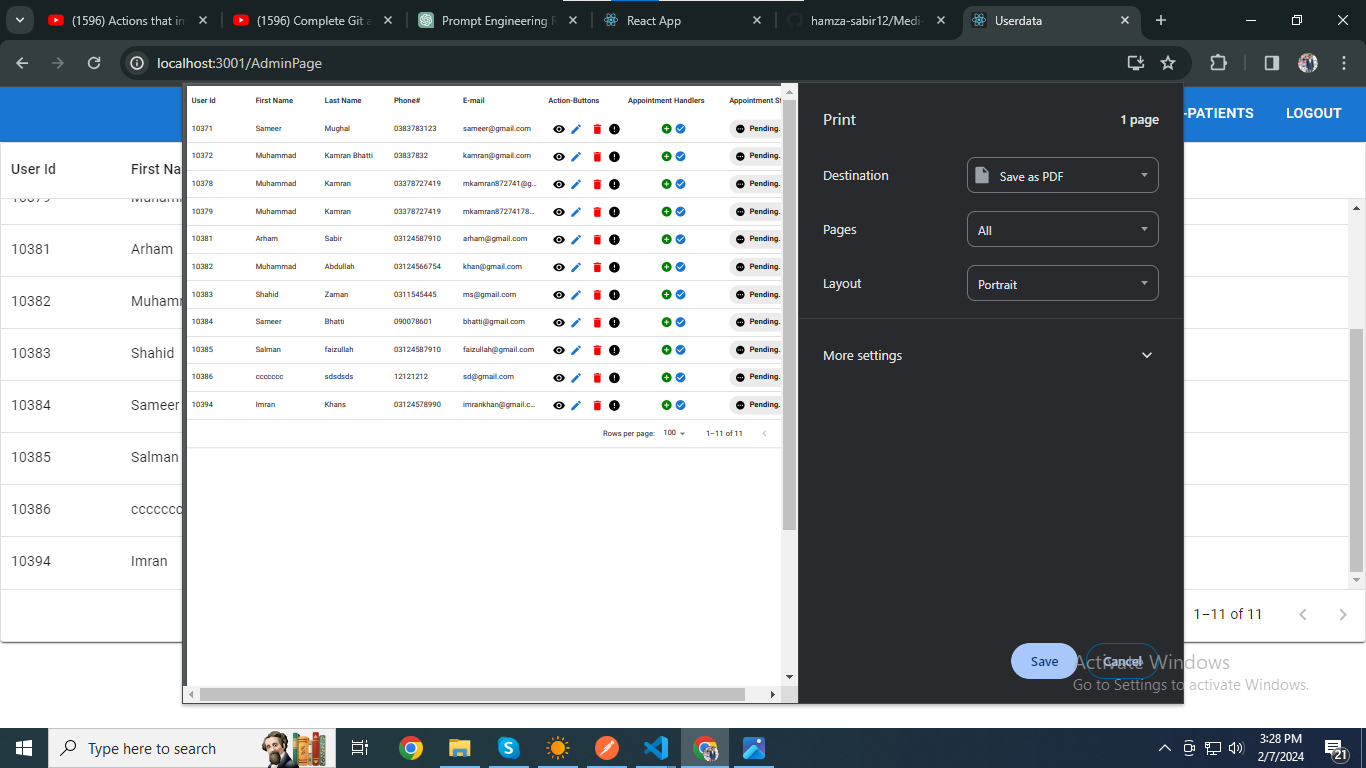 (1596) Actions that in
(1596) Complete Git a
Prompt Engineering R
React App
hamza-sabir12/Medi-
Userdata
localhost:3001/AdminPage
-PATIENTS LOGOUT
User Id First Na
10379 Muham
10381 Arham
10382 Muhamm
10383 Shahid
10384 Sameer
10385 Salman
10386 ccccccc
10394 Imran
1–11 of 11
User Id First Name Last Name Phone# E-mail Action-Buttons Appointment Handlers Appointment St
10371 Sameer Mughal 0383783123 sameer@gmail.com Pending.
10372 Muhammad Kamran Bhatti 03837832 kamran@gmail.com Pending.
10378 Muhammad Kamran 03378727419 mkamran872741@g... Pending.
10379 Muhammad Kamran 03378727419 mkamran87274178... Pending.
10381 Arham Sabir 03124587910 arham@gmail.com Pending.
10382 Muhammad Abdullah 03124566754 khan@gmail.com Pending.
10383 Shahid Zaman 0311545445 ms@gmail.com Pending.
10384 Sameer Bhatti 090078601 bhatti@gmail.com Pending.
10385 Salman faizullah 03124587910 faizullah@gmail.com Pending.
10386 ccccccc sdsdsds 12121212 sd@gmail.com Pending.
10394 Imran Khans 03124578990 imrankhan@gmail.c... Pending.
Rows per page: 100 1–11 of 11
Print 1 page
Destination Save as PDF
Pages All
Layout Portrait
More settings
Save Cancel
Activate Windows
Go to Settings to activate Windows.
Type here to search
3:28 PM
2/7/2024
21